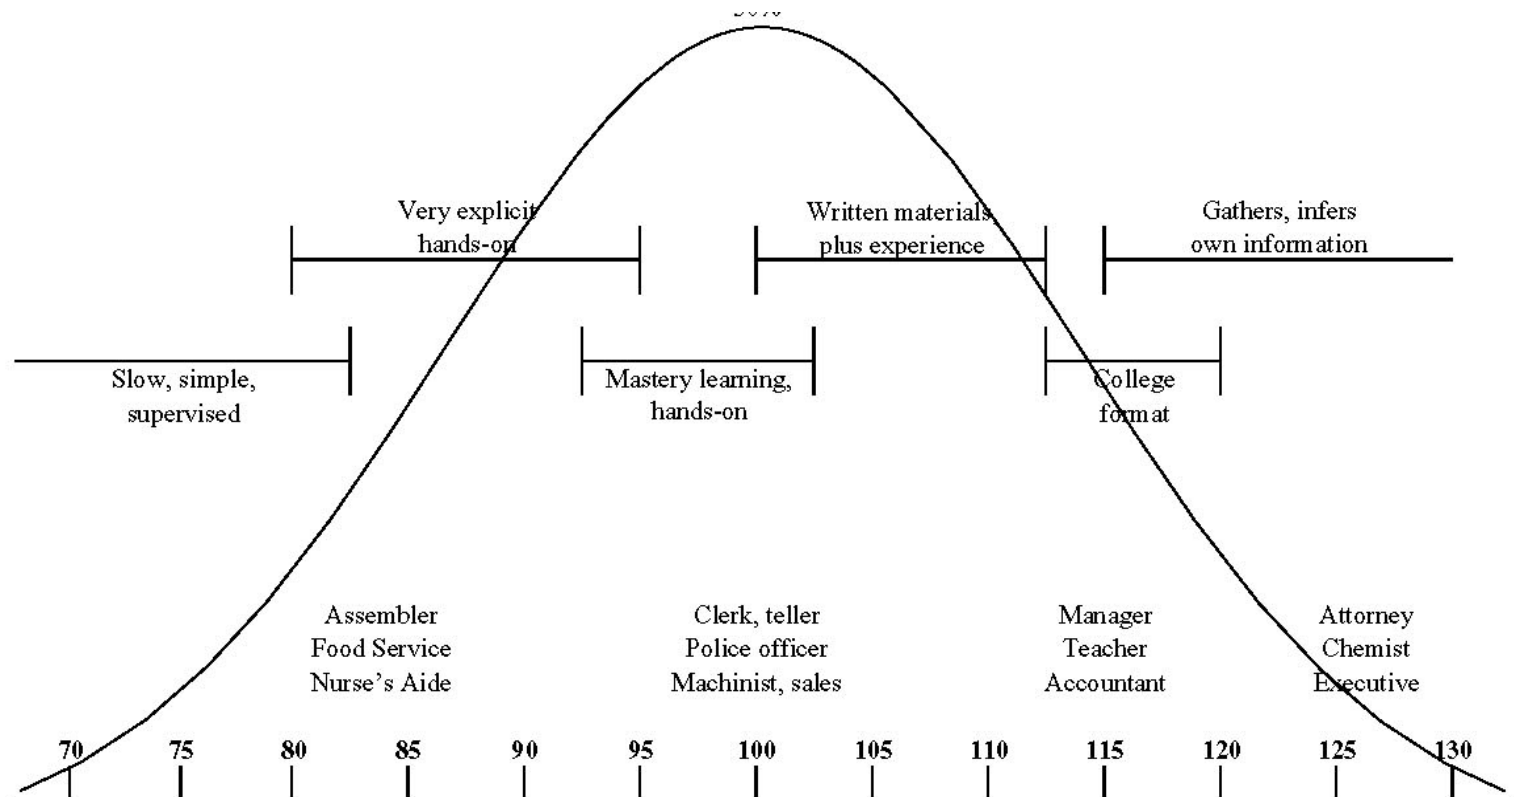 Very explicit
hands-on
Written materials
plus experience
Gathers, infers
own information
Slow, simple,
supervised
Mastery learning,
hands-on
College
format
Assembler
Food Service
Nurse’s Aide
Clerk, teller
Police officer
Machinist, sales
Manager
Teacher
Accountant
Attorney
Chemist
Executive
70 75 80 85 90 95 100 105 110 115 120 125 130